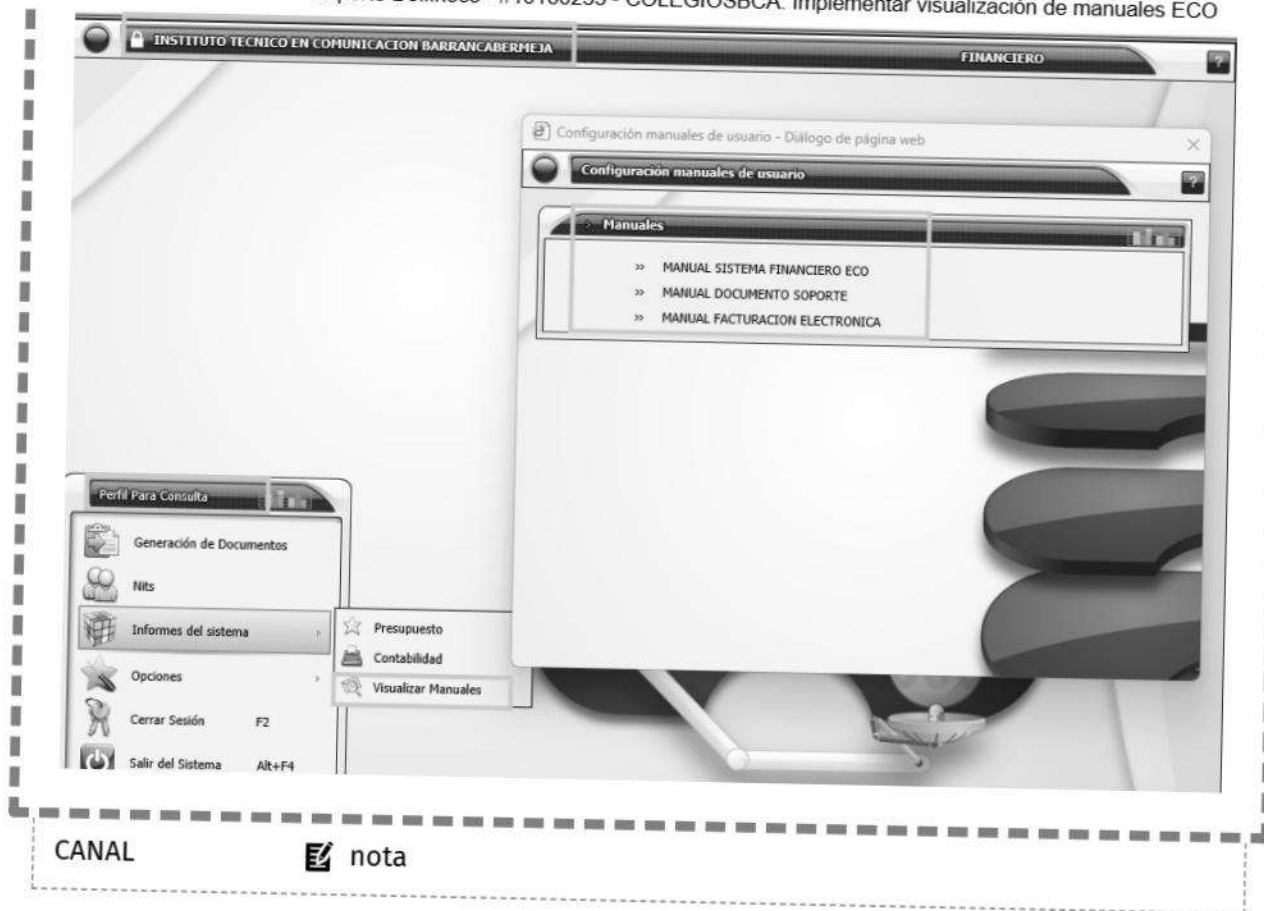 #10160255 - COLEGIOSBCA: Implementar visualización de manuales ECO
INSTITUTO TECNICO EN COMUNICACION BARRANCABERMEJA
FINANCIERO
?
Configuración manuales de usuario - Diálogo de página web
Configuración manuales de usuario
?
Manuales
» MANUAL SISTEMA FINANCIERO ECO
» MANUAL DOCUMENTO SOPORTE
» MANUAL FACTURACION ELECTRONICA
Perfil Para Consulta
Generación de Documentos
Nits
Informes del sistema
Presupuesto
Contabilidad
Opciones
Visualizar Manuales
Cerrar Sesión F2
Salir del Sistema Alt+F4
CANAL nota